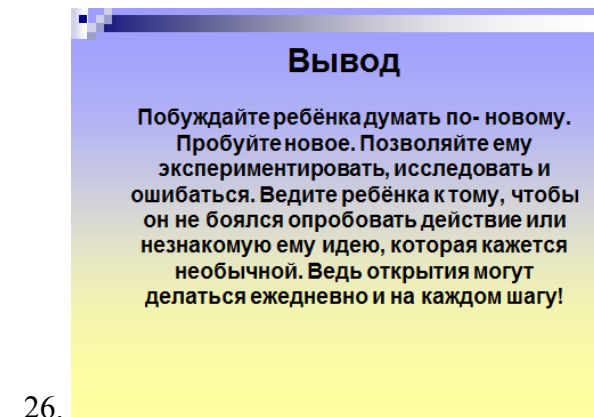 Вывод
Побуждайте ребёнка думать по- новому.
Пробуйте новое. Позволяйте ему
экспериментировать, исследовать и
ошибаться. Ведите ребёнка к тому, чтобы
он не боялся опробовать действие или
незнакомую ему идею, которая кажется
необычной. Ведь открытия могут
делаться ежедневно и на каждом шагу!
26.